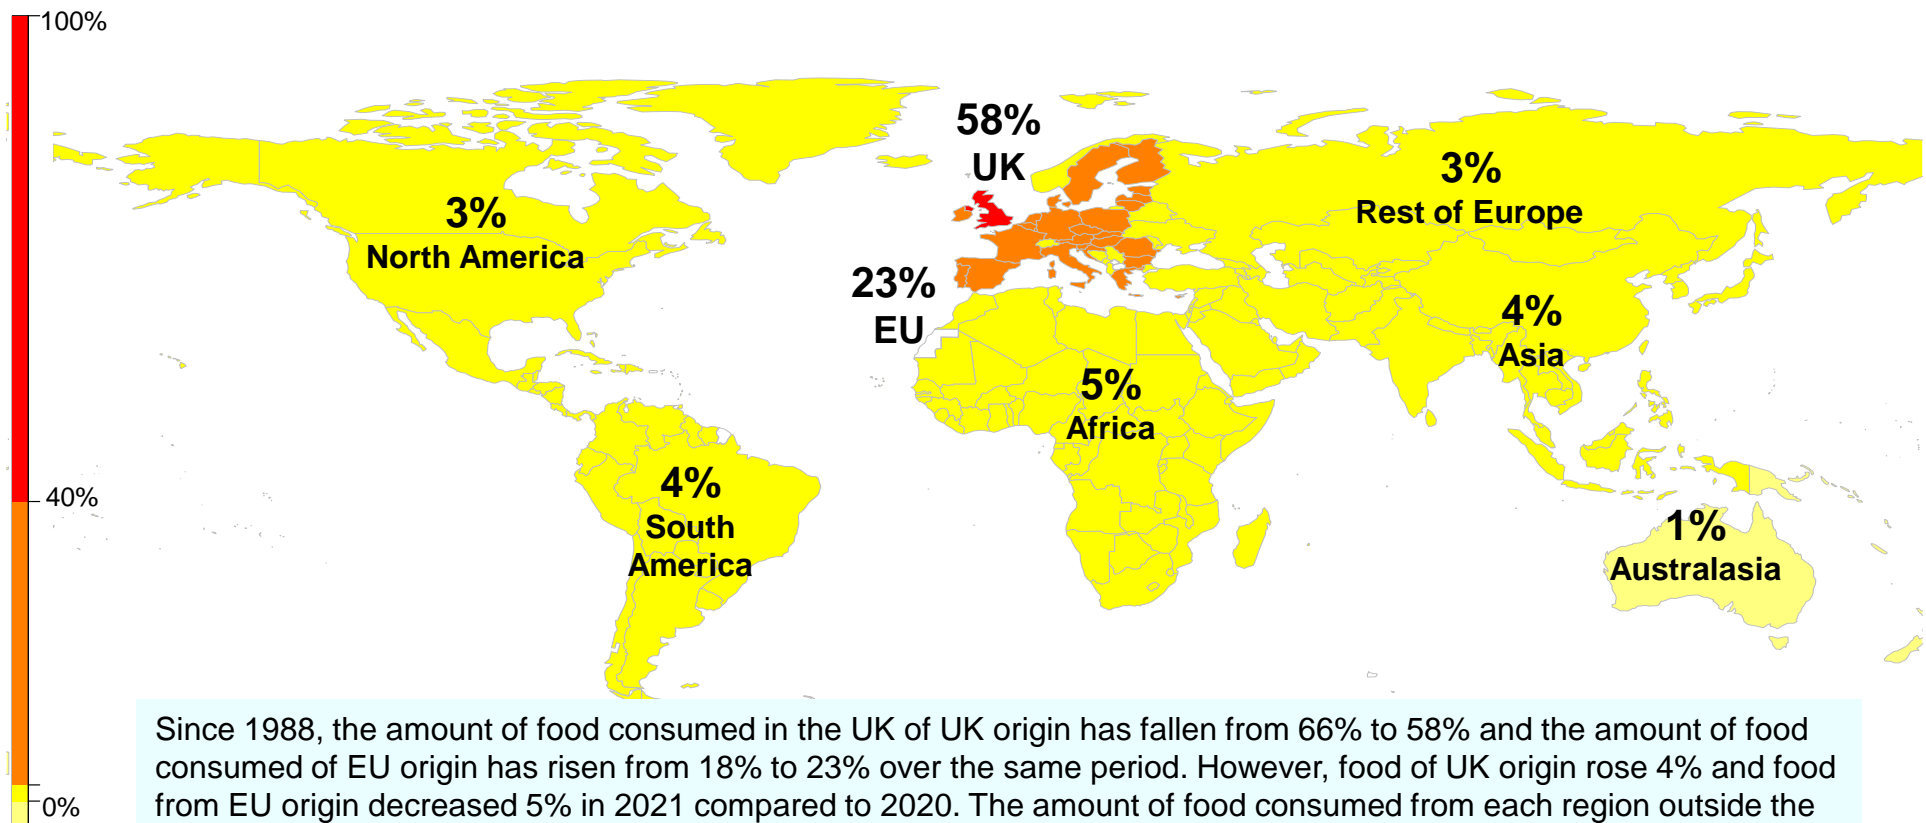 100%
58%
UK
3%
Rest of Europe
3%
North America
23%
EU
4%
Asia
5%
Africa
4%
South
America
40%
1%
Australasia
Since 1988, the amount of food consumed in the UK of UK origin has fallen from 66% to 58% and the amount of food
consumed of EU origin has risen from 18% to 23% over the same period. However, food of UK origin rose 4% and food
from EU origin decreased 5% in 2021 compared to 2020. The amount of food consumed from each region outside the
0%